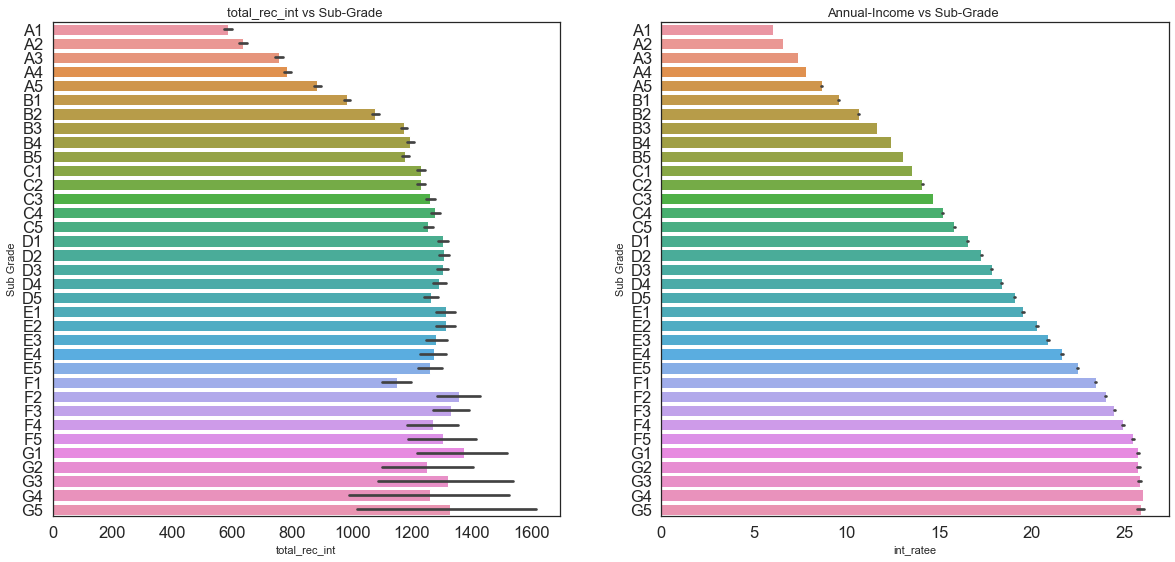 total_rec_int vs Sub-Grade
Sub Grade
A1
A2
A3
A4
A5
B1
B2
B3
B4
B5
C1
C2
C3
C4
C5
D1
D2
D3
D4
D5
E1
E2
E3
E4
E5
F1
F2
F3
F4
F5
G1
G2
G3
G4
G5
0 200 400 600 800 1000 1200 1400 1600
total_rec_int
Annual-Income vs Sub-Grade
Sub Grade
A1
A2
A3
A4
A5
B1
B2
B3
B4
B5
C1
C2
C3
C4
C5
D1
D2
D3
D4
D5
E1
E2
E3
E4
E5
F1
F2
F3
F4
F5
G1
G2
G3
G4
G5
0 5 10 15 20 25
int_ratee